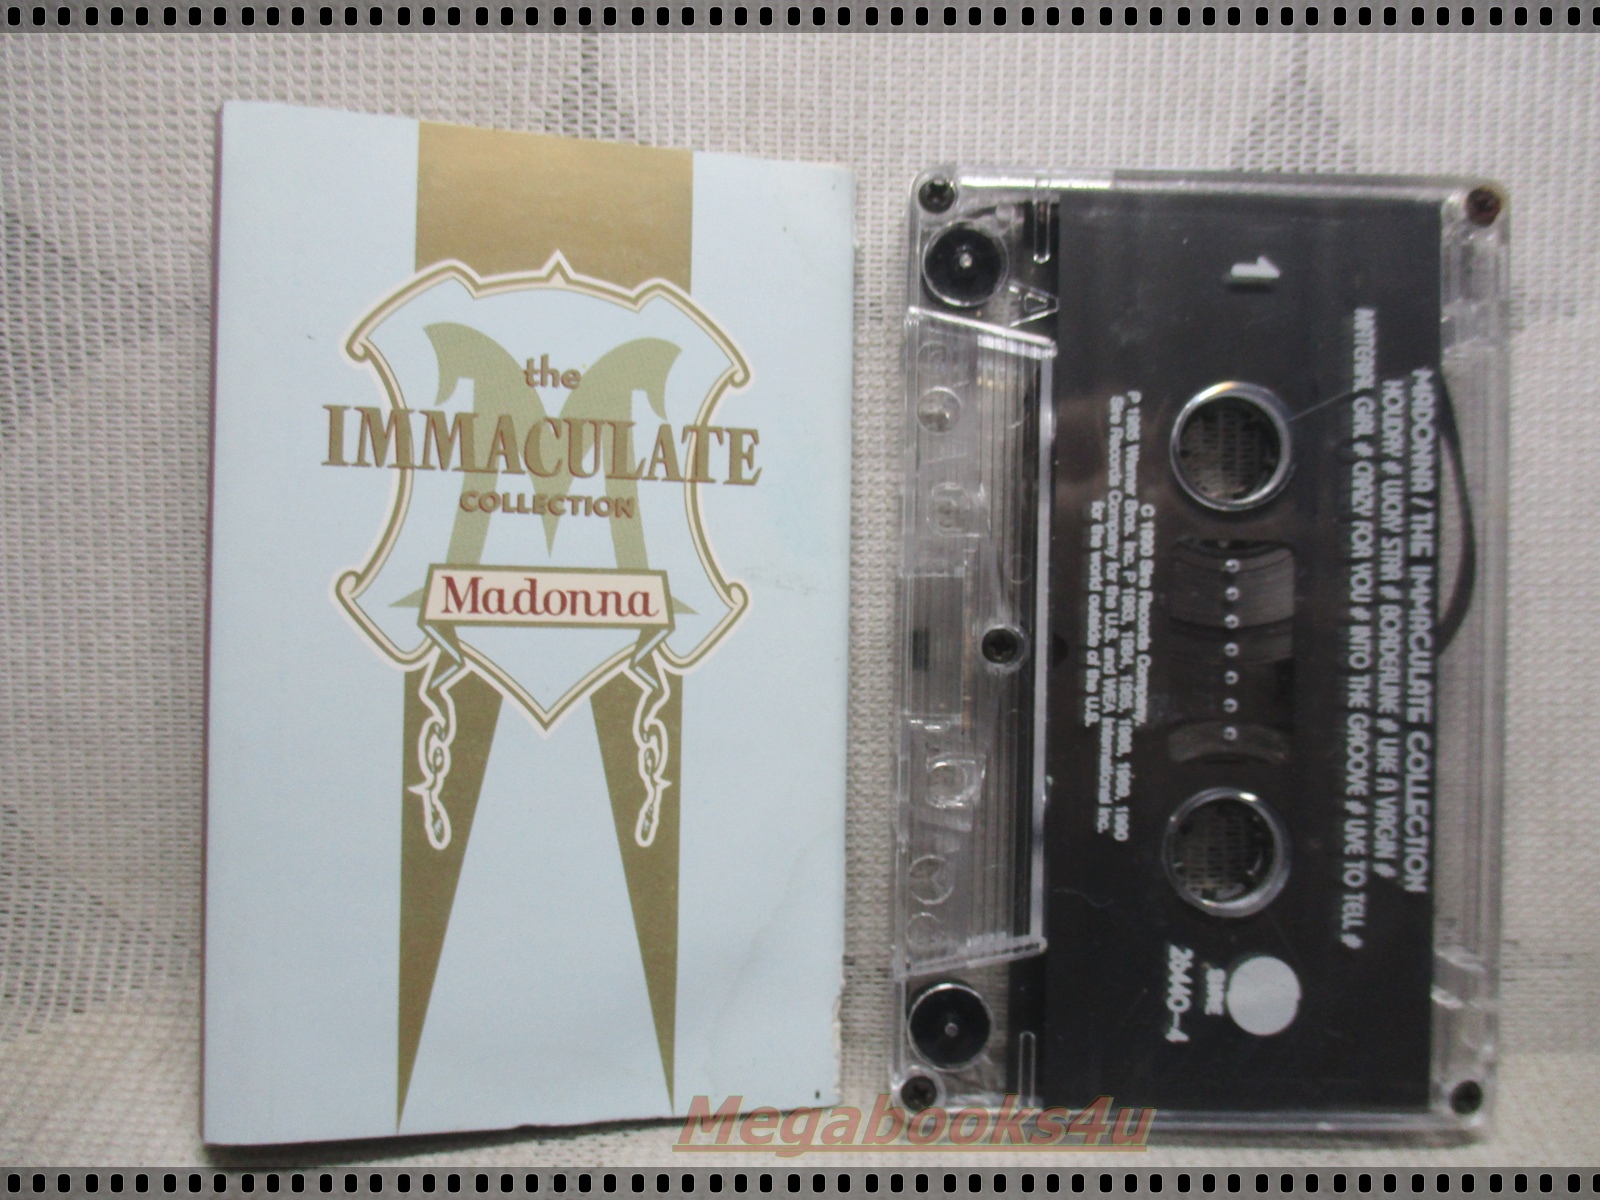 the
IMMACULATE
COLLECTION
Madonna
A
1
MADONNA/THE IMMACULATE COLLECTION
HOLIDAY # LUCKY STAR # BORDERLINE # LIKE A VIRGIN #
MATERIAL GIRL # CRAZY FOR YOU # INTO THE GROOVE # LIVE TO TELL #
SIRE
26440-4
C 1990 Sire Records Company.
P 1985 Warner Bros. Inc. P 1983, 1984, 1985, 1986, 1989, 1990
Sire Records Company for the U.S. and WEA International Inc.
for the world outside of the U.S.
Megabooks4u